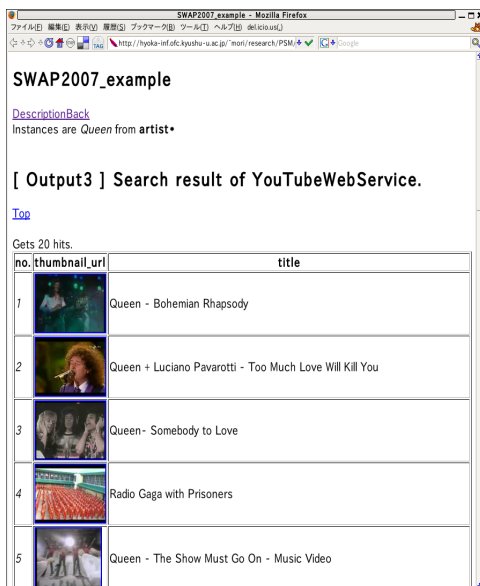 SWAP2007_example - Mozilla Firefox
ファイル(F) 編集(E) 表示(V) 履歴(S) ブックマーク(B) ツール(T) ヘルプ(H) del.icio.us(,)
TAG http://hyoka-inf.ofc.kyushu-u.ac.jp/~mori/research/PSM/ Google
SWAP2007_example
DescriptionBack
Instances are Queen from artist•
[ Output3 ] Search result of YouTubeWebService.
Top
Gets 20 hits.
no. thumbnail_url title
1 Queen - Bohemian Rhapsody
2 Queen + Luciano Pavarotti - Too Much Love Will Kill You
3 Queen- Somebody to Love
4 Radio Gaga with Prisoners
5 Queen - The Show Must Go On - Music Video